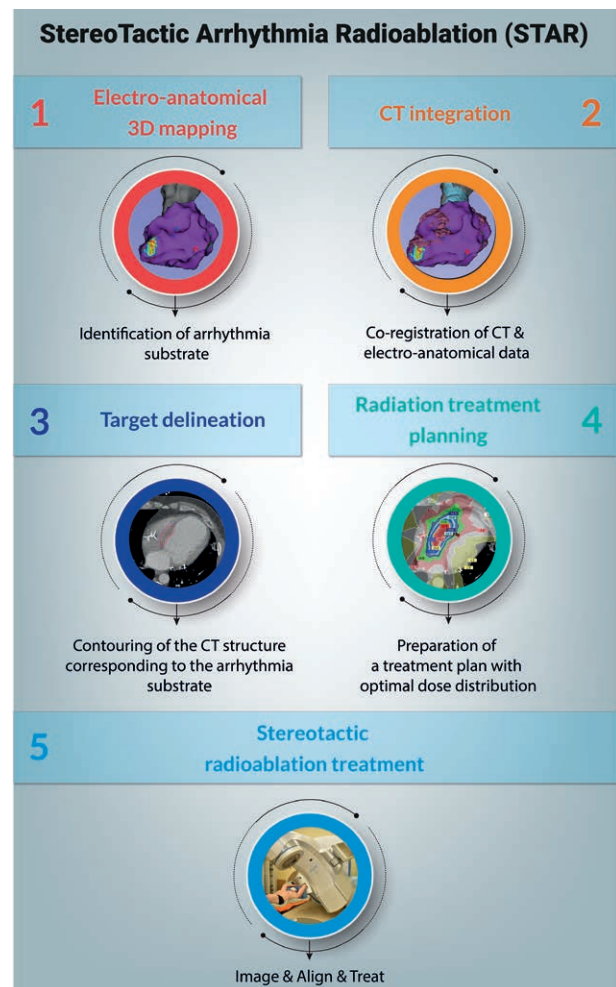 StereoTactic Arrhythmia Radioablation (STAR)
1
Electro-anatomical
3D mapping
CT integration
2
Identification of arrhythmia
substrate
Co-registration of CT &
electro-anatomical data
3
Target delineation
Radiation treatment
planning
4
Contouring of the CT structure
corresponding to the arrhythmia
substrate
Preparation of
a treatment plan with
optimal dose distribution
5
Stereotactic
radioablation treatment
Image & Align & Treat